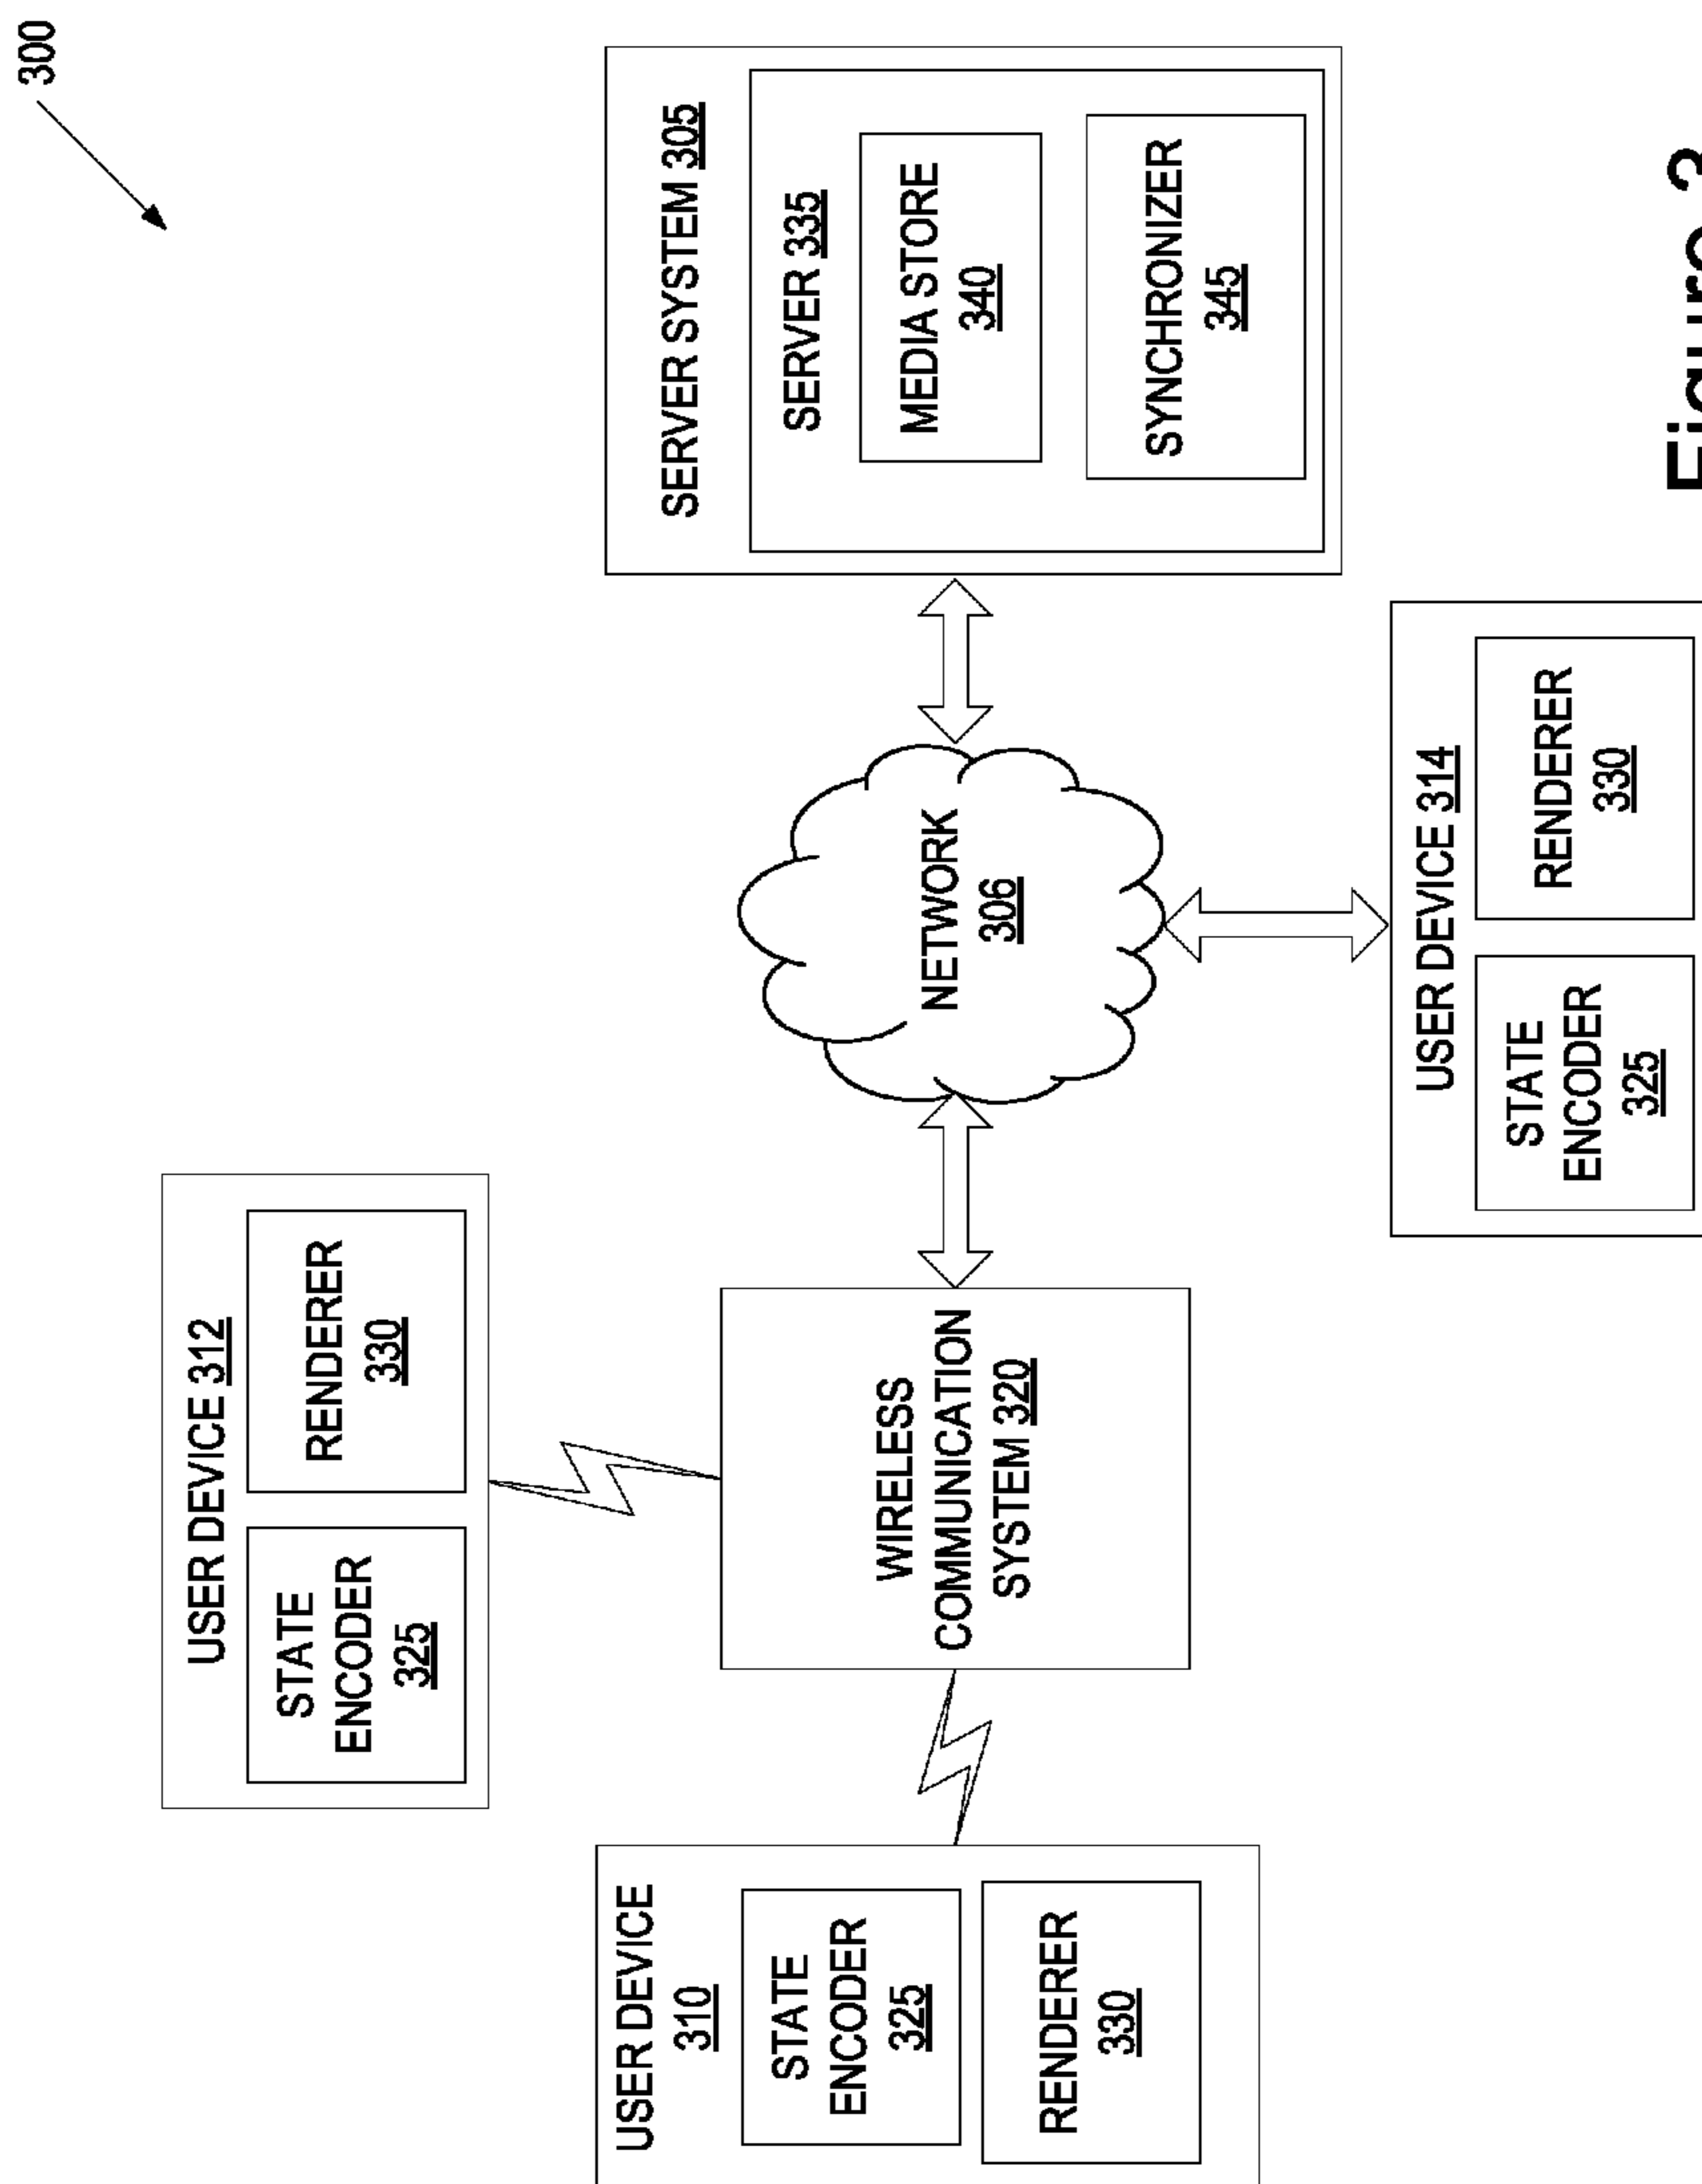 300
USER DEVICE 312
STATE
ENCODER
325
RENDERER
330
USER DEVICE
310
STATE
ENCODER
325
RENDERER
330
WIRELESS
COMMUNICATION
SYSTEM 320
NETWORK
306
SERVER SYSTEM 305
SERVER 335
MEDIA STORE
340
SYNCHRONIZER
345
USER DEVICE 314
STATE
ENCODER
325
RENDERER
330
Figure 3